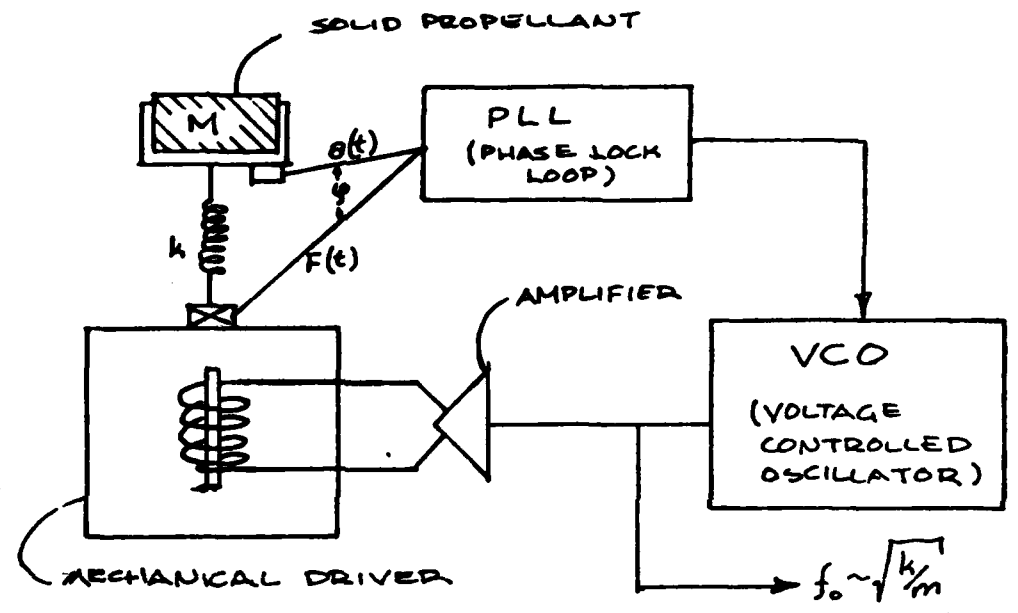 SOLID PROPELLANT
M
θ(t)
φ
F(t)
k
PLL
(PHASE LOCK
LOOP)
AMPLIFIER
VCO
(VOLTAGE
CONTROLLED
OSCILLATOR)
MECHANICAL DRIVER
f₀ ~ √k/m